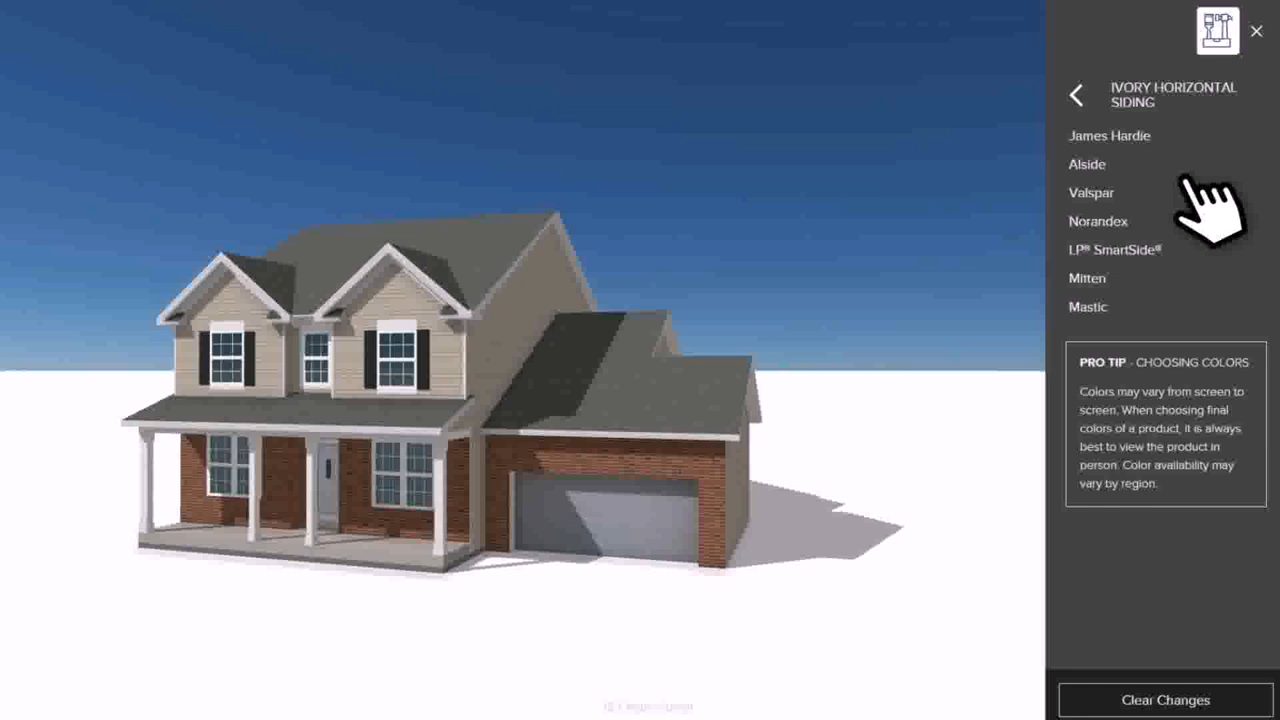 IVORY HORIZONTAL
SIDING
James Hardie
Alside
Valspar
Norandex
LP® SmartSide®
Mitten
Mastic
PRO TIP - CHOOSING COLORS
Colors may vary from screen to
screen. When choosing final
colors of a product, it is always
best to view the product in
person. Color availability may
vary by region.
Clear Changes